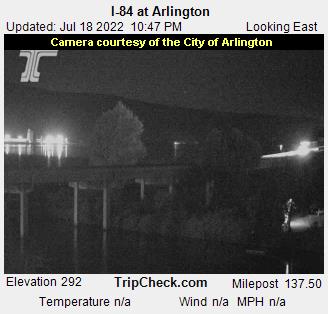 I-84 at Arlington
Updated: Jul 18 2022  10:47 PM  Looking East
Camera courtesy of the City of Arlington
Elevation 292  TripCheck.com  Milepost 137.50
Temperature n/a  Wind n/a  MPH n/a